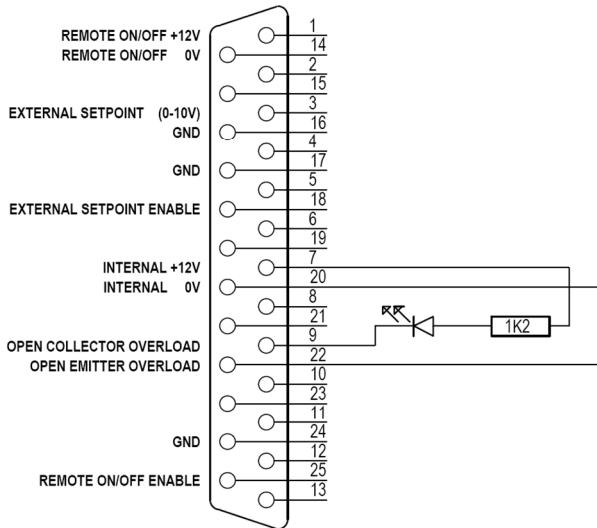 REMOTE ON/OFF +12V
REMOTE ON/OFF 0V
EXTERNAL SETPOINT (0-10V)
GND
GND
EXTERNAL SETPOINT ENABLE
INTERNAL +12V
INTERNAL 0V
OPEN COLLECTOR OVERLOAD
OPEN EMITTER OVERLOAD
GND
REMOTE ON/OFF ENABLE
1
14
2
15
3
16
4
17
5
18
6
19
7
20
8
21
9
22
10
23
11
24
12
25
13
1K2